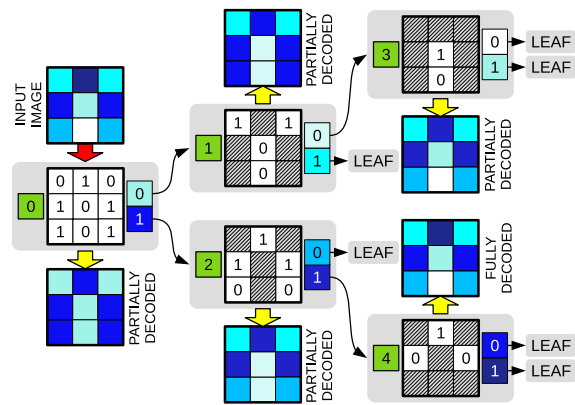 INPUT
IMAGE
0
0 1 0
1 0 1
1 0 1
0
1
PARTIALLY
DECODED
PARTIALLY
DECODED
1
1 1
0
0
0
1
LEAF
2
1
1 1
0 0
0
1
LEAF
PARTIALLY
DECODED
3
1
0
0
1
LEAF
LEAF
PARTIALLY
DECODED
FULLY
DECODED
4
1
0 0
0
1
LEAF
LEAF